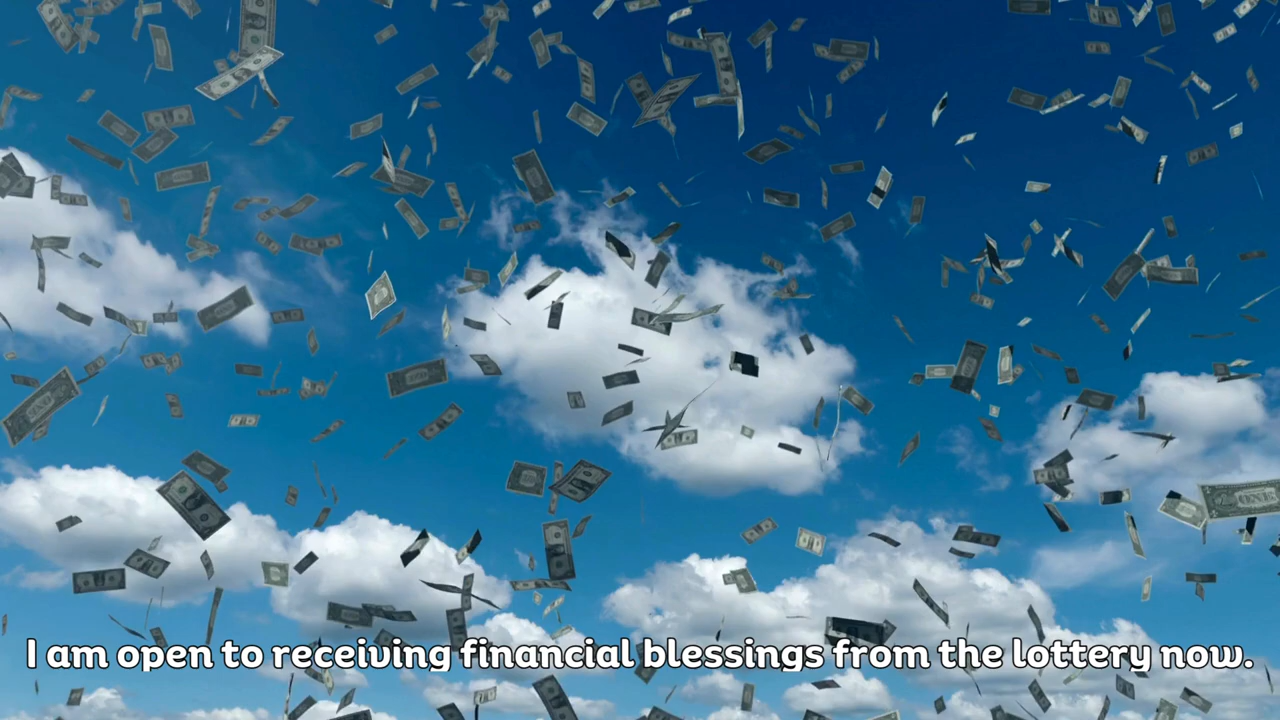 I am open to receiving financial blessings from the lottery now.